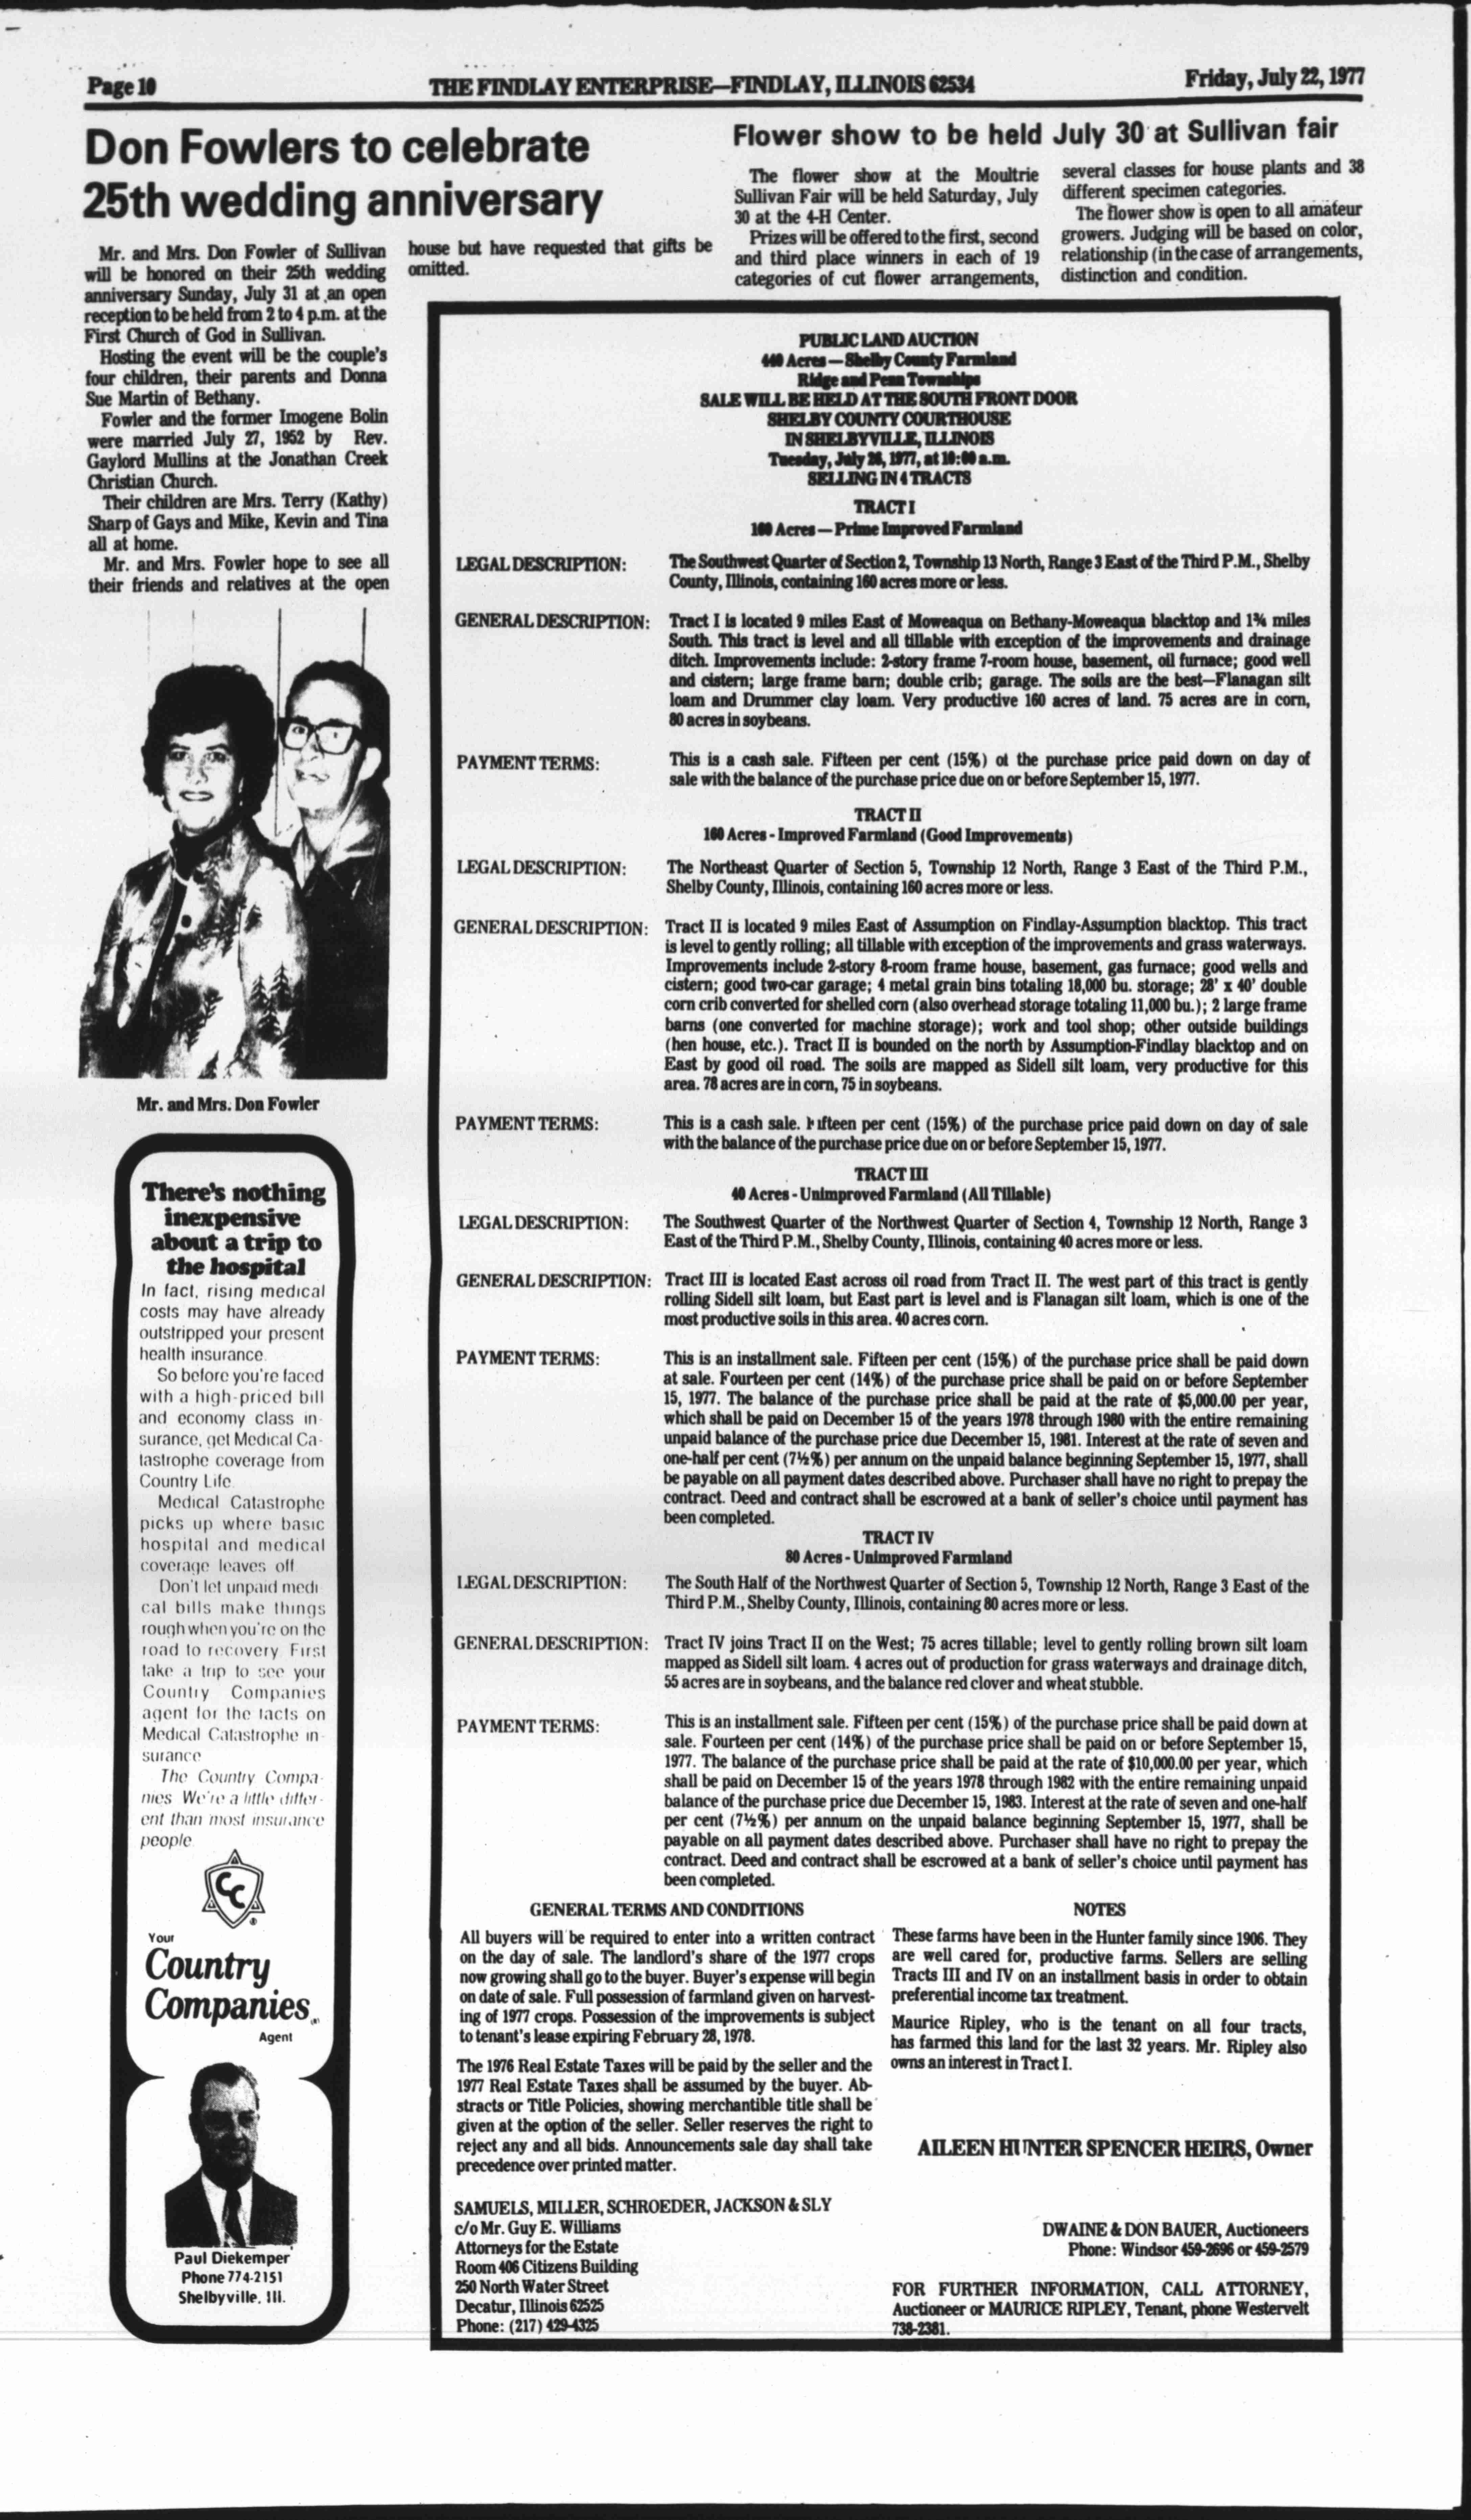 Page 10
THE FINDLAY ENTERPRISE—FINDLAY, ILLINOIS 62534
Friday, July 22, 1977
Don Fowlers to celebrate
25th wedding anniversary
Mr. and Mrs. Don Fowler of Sullivan
will be honored on their 25th wedding
anniversary Sunday, July 31 at an open
reception to be held from 2 to 4 p.m. at the
First Church of God in Sullivan.
Hosting the event will be the couple's
four children, their parents and Donna
Sue Martin of Bethany.
Fowler and the former Imogene Bolin
were married July 27, 1952 by Rev.
Gaylord Mullins at the Jonathan Creek
Christian Church.
Their children are Mrs. Terry (Kathy)
Sharp of Gays and Mike, Kevin and Tina
all at home.
Mr. and Mrs. Fowler hope to see all
their friends and relatives at the open
house but have requested that gifts be
omitted.
Mr. and Mrs. Don Fowler
Flower show to be held July 30 at Sullivan fair
The flower show at the Moultrie
Sullivan Fair will be held Saturday, July
30 at the 4-H Center.
Prizes will be offered to the first, second
and third place winners in each of 19
categories of cut flower arrangements,
several classes for house plants and 38
different specimen categories.
The flower show is open to all amateur
growers. Judging will be based on color,
relationship (in the case of arrangements,
distinction and condition.
There's nothing
inexpensive
about a trip to
the hospital
In fact, rising medical
costs may have already
outstripped your present
health insurance.
So before you're faced
with a high-priced bill
and economy class in-
surance, get Medical Ca-
tastrophe coverage from
Country Life.
Medical Catastrophe
picks up where basic
hospital and medical
coverage leaves off.
Don't let unpaid medi-
cal bills make things
rough when you're on the
road to recovery. First
take a trip to see your
Country Companies
agent for the facts on
Medical Catastrophe in-
surance
The Country Compa-
nies We're a little differ-
ent than most insurance
people.
CC
Your
Country
Companies
Agent
Paul Diekemper
Phone 774-2151
Shelbyville, Ill.
PUBLIC LAND AUCTION
440 Acres — Shelby County Farmland
Ridge and Penn Townships
SALE WILL BE HELD AT THE SOUTH FRONT DOOR
SHELBY COUNTY COURTHOUSE
IN SHELBYVILLE, ILLINOIS
Tuesday, July 26, 1977, at 10:00 a.m.
SELLING IN 4 TRACTS
TRACT I
160 Acres — Prime Improved Farmland
LEGAL DESCRIPTION: The Southwest Quarter of Section 2, Township 13 North, Range 3 East of the Third P.M., Shelby
County, Illinois, containing 160 acres more or less.
GENERAL DESCRIPTION: Tract I is located 9 miles East of Moweaqua on Bethany-Moweaqua blacktop and 1¾ miles
South. This tract is level and all tillable with exception of the improvements and drainage
ditch. Improvements include: 2-story frame 7-room house, basement, oil furnace; good well
and cistern; large frame barn; double crib; garage. The soils are the best—Flanagan silt
loam and Drummer clay loam. Very productive 160 acres of land. 75 acres are in corn,
80 acres in soybeans.
PAYMENT TERMS: This is a cash sale. Fifteen per cent (15%) of the purchase price paid down on day of
sale with the balance of the purchase price due on or before September 15, 1977.
TRACT II
160 Acres - Improved Farmland (Good Improvements)
LEGAL DESCRIPTION: The Northeast Quarter of Section 5, Township 12 North, Range 3 East of the Third P.M.,
Shelby County, Illinois, containing 160 acres more or less.
GENERAL DESCRIPTION: Tract II is located 9 miles East of Assumption on Findlay-Assumption blacktop. This tract
is level to gently rolling; all tillable with exception of the improvements and grass waterways.
Improvements include 2-story 8-room frame house, basement, gas furnace; good wells and
cistern; good two-car garage; 4 metal grain bins totaling 18,000 bu. storage; 28' x 40' double
corn crib converted for shelled corn (also overhead storage totaling 11,000 bu.); 2 large frame
barns (one converted for machine storage); work and tool shop; other outside buildings
(hen house, etc.). Tract II is bounded on the north by Assumption-Findlay blacktop and on
East by good oil road. The soils are mapped as Sidell silt loam, very productive for this
area. 78 acres are in corn, 75 in soybeans.
PAYMENT TERMS: This is a cash sale. Fifteen per cent (15%) of the purchase price paid down on day of sale
with the balance of the purchase price due on or before September 15, 1977.
TRACT III
40 Acres - Unimproved Farmland (All Tillable)
LEGAL DESCRIPTION: The Southwest Quarter of the Northwest Quarter of Section 4, Township 12 North, Range 3
East of the Third P.M., Shelby County, Illinois, containing 40 acres more or less.
GENERAL DESCRIPTION: Tract III is located East across oil road from Tract II. The west part of this tract is gently
rolling Sidell silt loam, but East part is level and is Flanagan silt loam, which is one of the
most productive soils in this area. 40 acres corn.
PAYMENT TERMS: This is an installment sale. Fifteen per cent (15%) of the purchase price shall be paid down
at sale. Fourteen per cent (14%) of the purchase price shall be paid on or before September
15, 1977. The balance of the purchase price shall be paid at the rate of $5,000.00 per year,
which shall be paid on December 15 of the years 1978 through 1980 with the entire remaining
unpaid balance of the purchase price due December 15, 1981. Interest at the rate of seven and
one-half per cent (7½%) per annum on the unpaid balance beginning September 15, 1977, shall
be payable on all payment dates described above. Purchaser shall have no right to prepay the
contract. Deed and contract shall be escrowed at a bank of seller's choice until payment has
been completed.
TRACT IV
80 Acres - Unimproved Farmland
LEGAL DESCRIPTION: The South Half of the Northwest Quarter of Section 5, Township 12 North, Range 3 East of the
Third P.M., Shelby County, Illinois, containing 80 acres more or less.
GENERAL DESCRIPTION: Tract IV joins Tract II on the West; 75 acres tillable; level to gently rolling brown silt loam
mapped as Sidell silt loam. 4 acres out of production for grass waterways and drainage ditch,
55 acres are in soybeans, and the balance red clover and wheat stubble.
PAYMENT TERMS: This is an installment sale. Fifteen per cent (15%) of the purchase price shall be paid down at
sale. Fourteen per cent (14%) of the purchase price shall be paid on or before September 15,
1977. The balance of the purchase price shall be paid at the rate of $10,000.00 per year, which
shall be paid on December 15 of the years 1978 through 1982 with the entire remaining unpaid
balance of the purchase price due December 15, 1983. Interest at the rate of seven and one-half
per cent (7½%) per annum on the unpaid balance beginning September 15, 1977, shall be
payable on all payment dates described above. Purchaser shall have no right to prepay the
contract. Deed and contract shall be escrowed at a bank of seller's choice until payment has
been completed.
GENERAL TERMS AND CONDITIONS
All buyers will be required to enter into a written contract
on the day of sale. The landlord's share of the 1977 crops
now growing shall go to the buyer. Buyer's expense will begin
on date of sale. Full possession of farmland given on harvest-
ing of 1977 crops. Possession of the improvements is subject
to tenant's lease expiring February 28, 1978.
The 1976 Real Estate Taxes will be paid by the seller and the
1977 Real Estate Taxes shall be assumed by the buyer. Ab-
stracts or Title Policies, showing merchantible title shall be
given at the option of the seller. Seller reserves the right to
reject any and all bids. Announcements sale day shall take
precedence over printed matter.
SAMUELS, MILLER, SCHROEDER, JACKSON & SLY
c/o Mr. Guy E. Williams
Attorneys for the Estate
Room 406 Citizens Building
250 North Water Street
Decatur, Illinois 62525
Phone: (217) 429-4325
NOTES
These farms have been in the Hunter family since 1906. They
are well cared for, productive farms. Sellers are selling
Tracts III and IV on an installment basis in order to obtain
preferential income tax treatment.
Maurice Ripley, who is the tenant on all four tracts,
has farmed this land for the last 32 years. Mr. Ripley also
owns an interest in Tract I.
AILEEN HUNTER SPENCER HEIRS, Owner
DWAINE & DON BAUER, Auctioneers
Phone: Windsor 459-2696 or 459-2579
FOR FURTHER INFORMATION, CALL ATTORNEY,
Auctioneer or MAURICE RIPLEY, Tenant, phone Westervelt
738-2381.